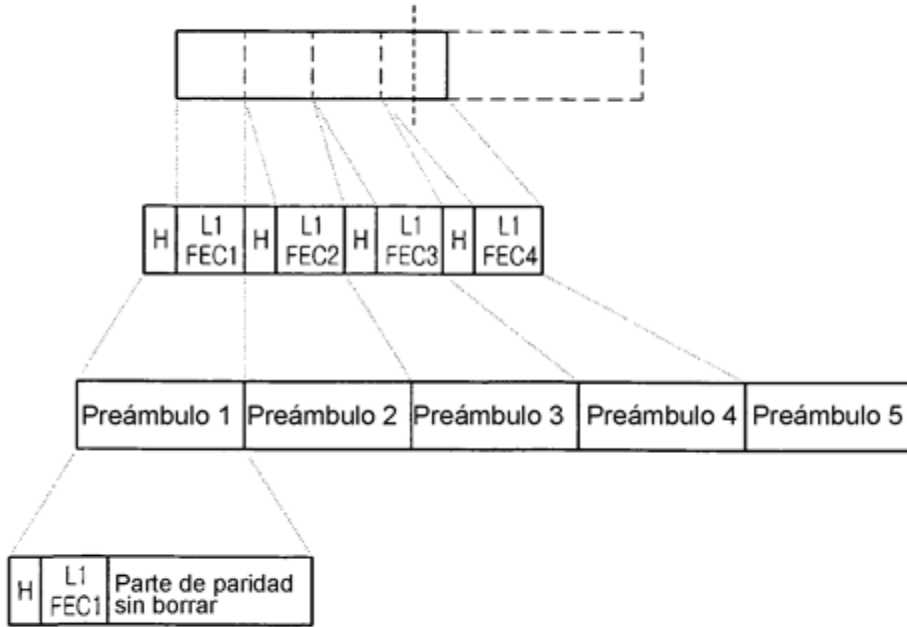 H L1 H L1 H L1 H L1
FEC1 FEC2 FEC3 FEC4
Preámbulo 1 Preámbulo 2 Preámbulo 3 Preámbulo 4 Preámbulo 5
H L1 Parte de paridad
FEC1 sin borrar